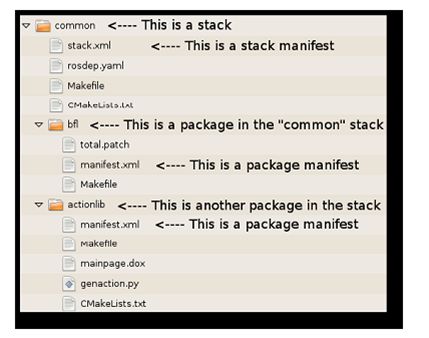 common <---- This is a stack
stack.xml <---- This is a stack manifest
rosdep.yaml
Makefile
CMakeLists.txt
bfl <---- This is a package in the "common" stack
total.patch
manifest.xml <---- This is a package manifest
Makefile
actionlib <---- This is another package in the stack
manifest.xml <---- This is a package manifest
Makefile
mainpage.dox
genaction.py
CMakeLists.txt